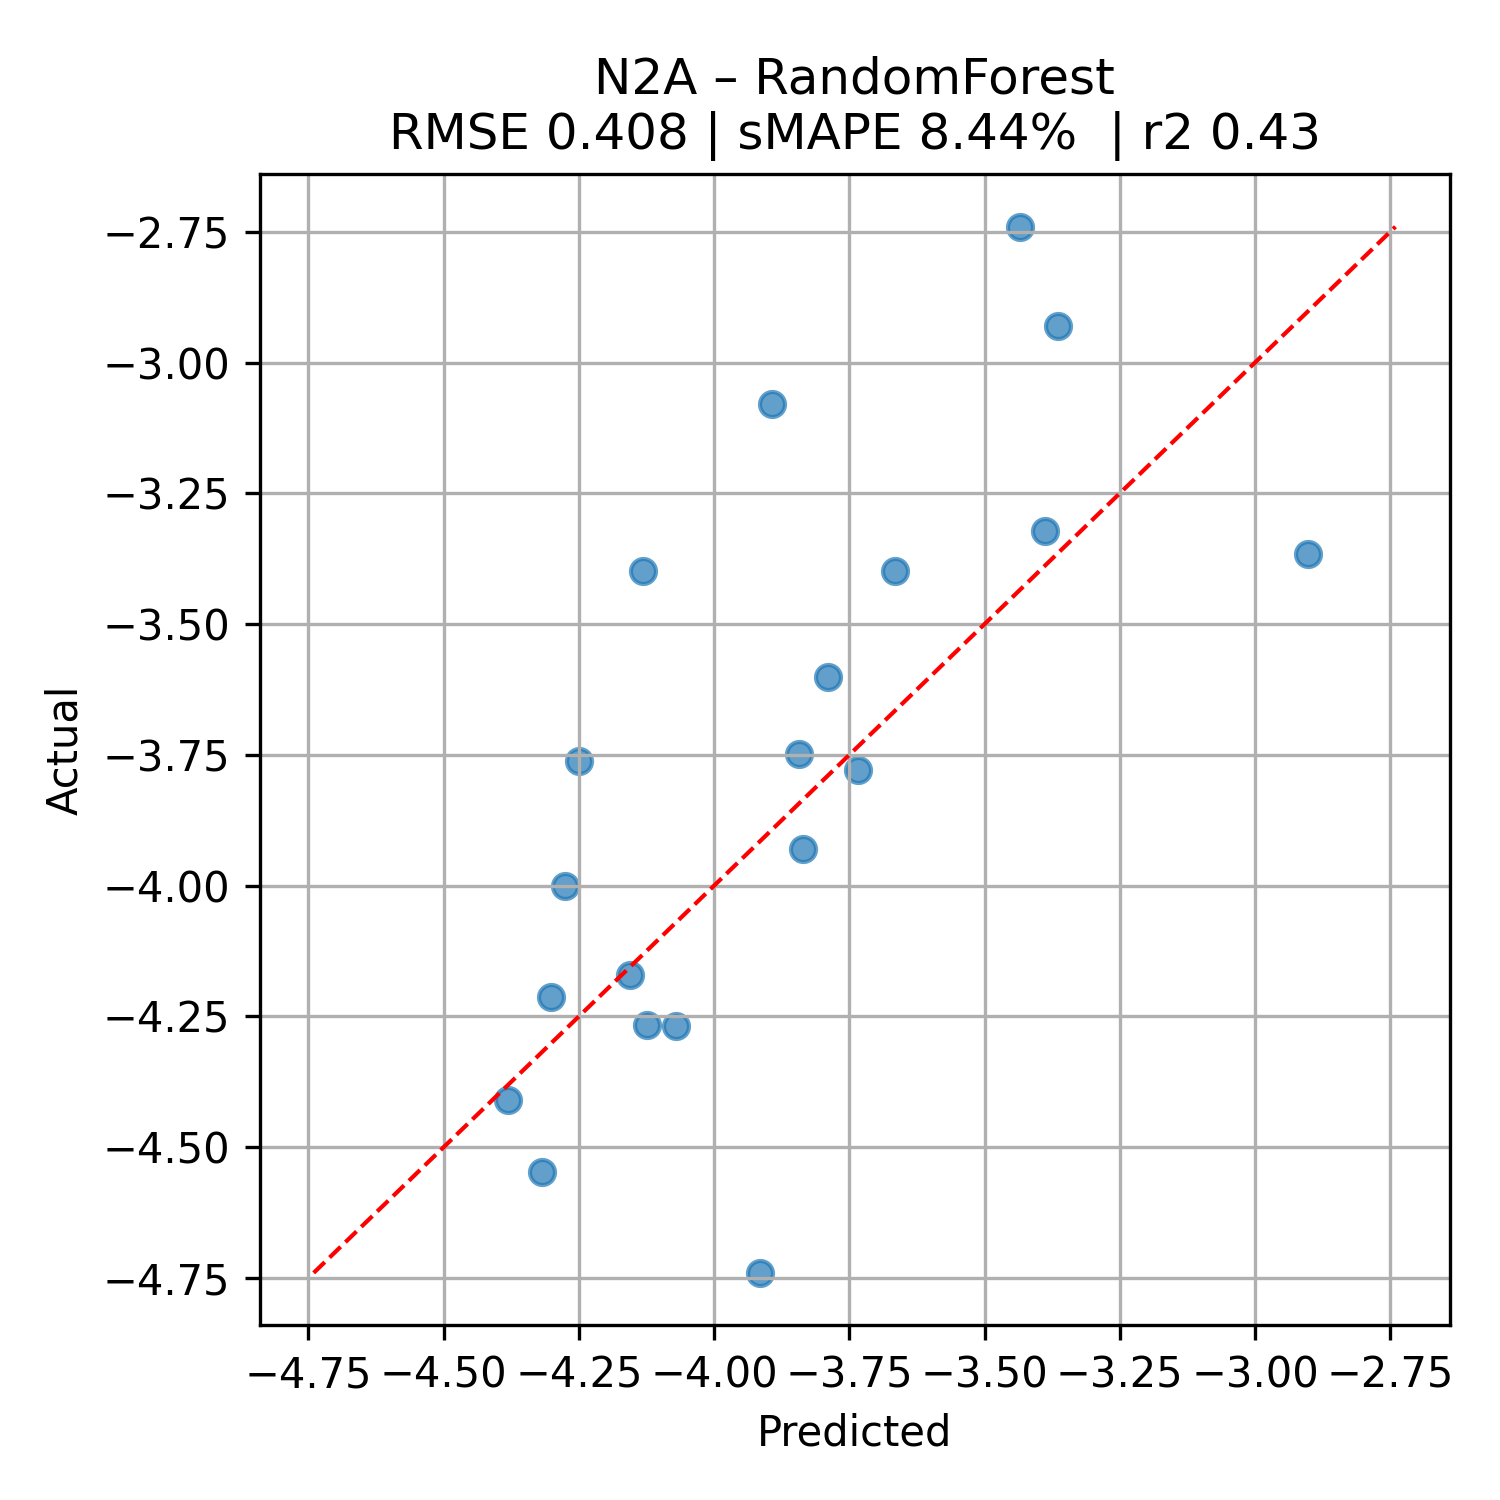 N2A – RandomForest
RMSE 0.408 | sMAPE 8.44%  | r2 0.43
−2.75
−3.00
−3.25
−3.50
−3.75
−4.00
−4.25
−4.50
−4.75
Actual
−4.75 −4.50 −4.25 −4.00 −3.75 −3.50 −3.25 −3.00 −2.75
Predicted